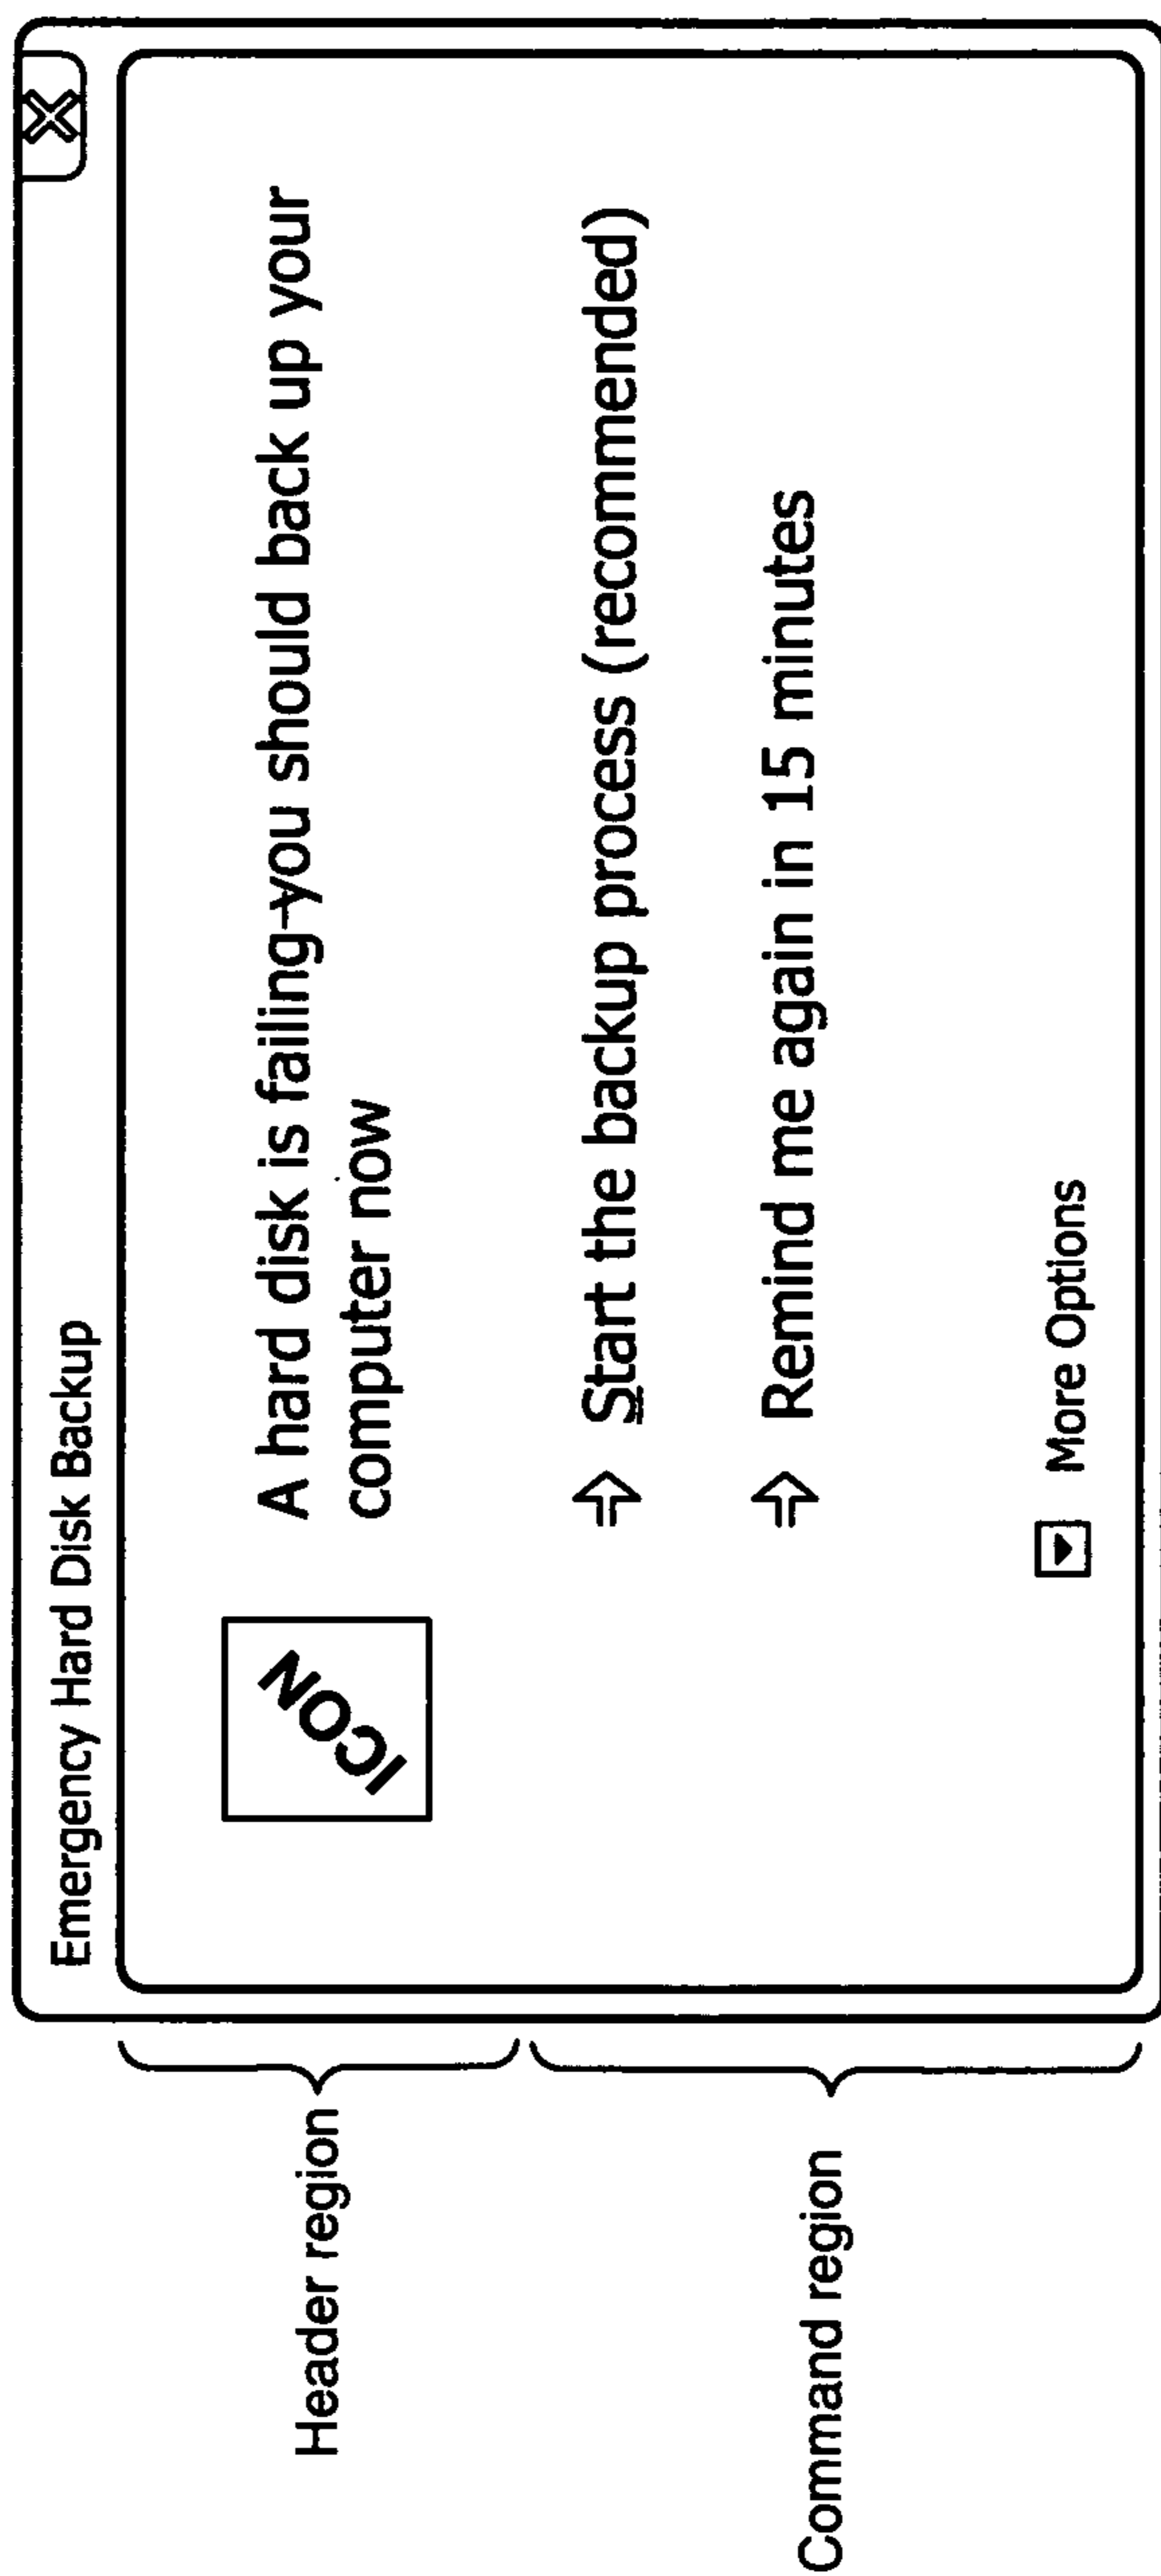 Emergency Hard Disk Backup
X
Header region
ICON
A hard disk is failing-you should back up your
computer now
Command region
Start the backup process (recommended)
Remind me again in 15 minutes
More Options